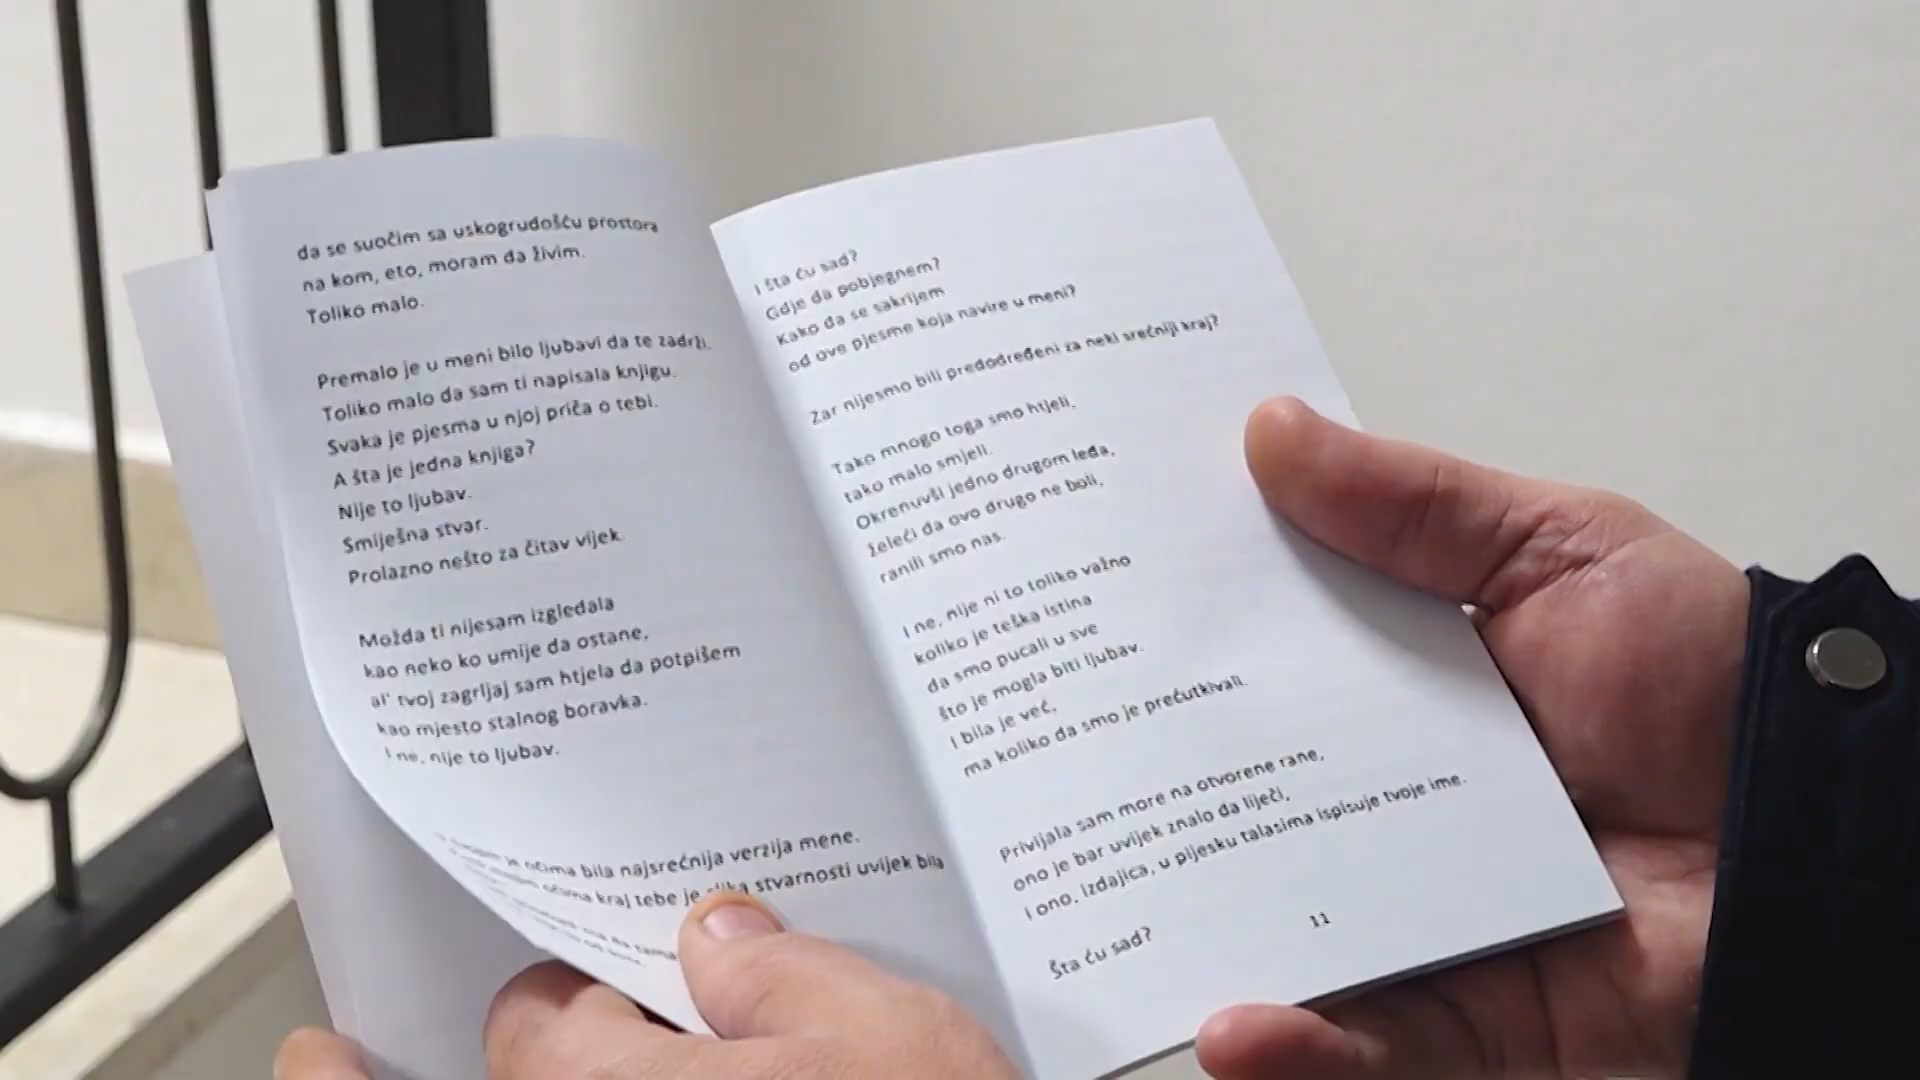 da se suočim sa uskogrudošću prostora
na kom, eto, moram da živim.
Toliko malo.
Premalo je u meni bilo ljubavi da te zadrži.
Toliko malo da sam ti napisala knjigu.
Svaka je pjesma u njoj priča o tebi.
A šta je jedna knjiga?
Nije to ljubav.
Smiješna stvar.
Prolazno nešto za čitav vijek.
Možda ti nijesam izgledala
kao neko ko umije da ostane,
al' tvoj zagrljaj sam htjela da potpišem
kao mjesto stalnog boravka.
I ne, nije to ljubav.
je očima bila najsrećnija verzija mene.
očima kraj tebe je slika stvarnosti uvijek bila
I šta ću sad?
Gdje da pobjegnem?
Kako da se sakrijem
od ove pjesme koja navire u meni?
Zar nijesmo bili predodređeni za neki srećniji kraj?
Tako mnogo toga smo htjeli,
tako malo smjeli.
Okrenuvši jedno drugom leđa,
želeći da ovo drugo ne boli,
ranili smo nas.
I ne, nije ni to toliko važno
koliko je teška istina
da smo pucali u sve
što je mogla biti ljubav.
I bila je već,
ma koliko da smo je prećutkivali.
Privijala sam more na otvorene rane,
ono je bar uvijek znalo da liječi,
i ono, izdajica, u pijesku talasima ispisuje tvoje ime.
Šta ću sad?
11